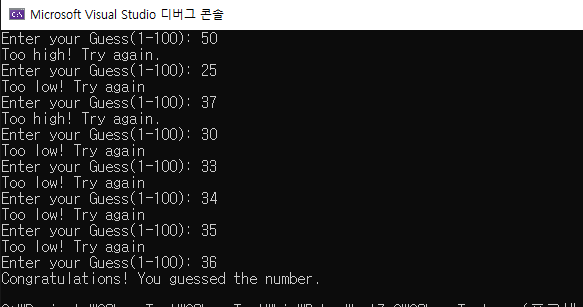 Microsoft Visual Studio 디버그 콘솔
Enter your Guess(1-100): 50
Too high! Try again.
Enter your Guess(1-100): 25
Too low! Try again
Enter your Guess(1-100): 37
Too high! Try again.
Enter your Guess(1-100): 30
Too low! Try again
Enter your Guess(1-100): 33
Too low! Try again
Enter your Guess(1-100): 34
Too low! Try again
Enter your Guess(1-100): 35
Too low! Try again
Enter your Guess(1-100): 36
Congratulations! You guessed the number.